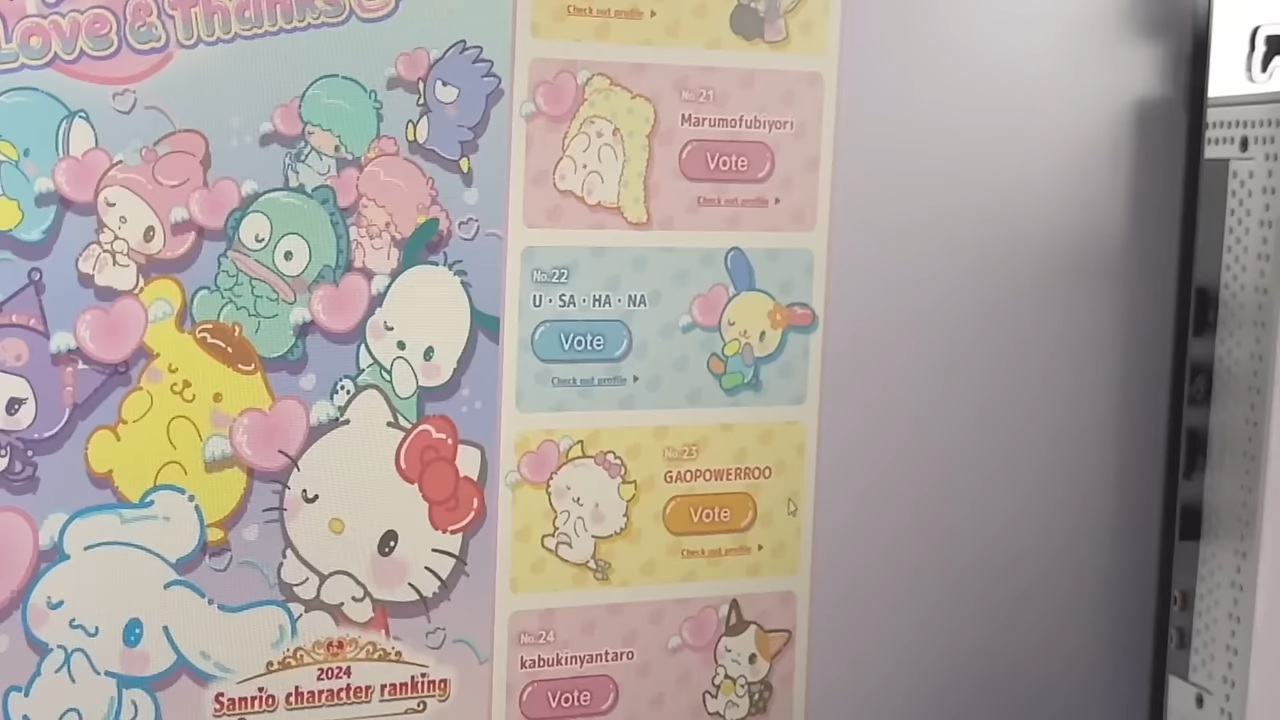 Love & Thanks
2024
Sanrio character ranking
Check out profile
No.21
Marumofubiyori
Vote
Check out profile
No.22
U・SA・HA・NA
Vote
Check out profile
No.23
GAOPOWERROO
Vote
Check out profile
No.24
kabukinyantaro
Vote